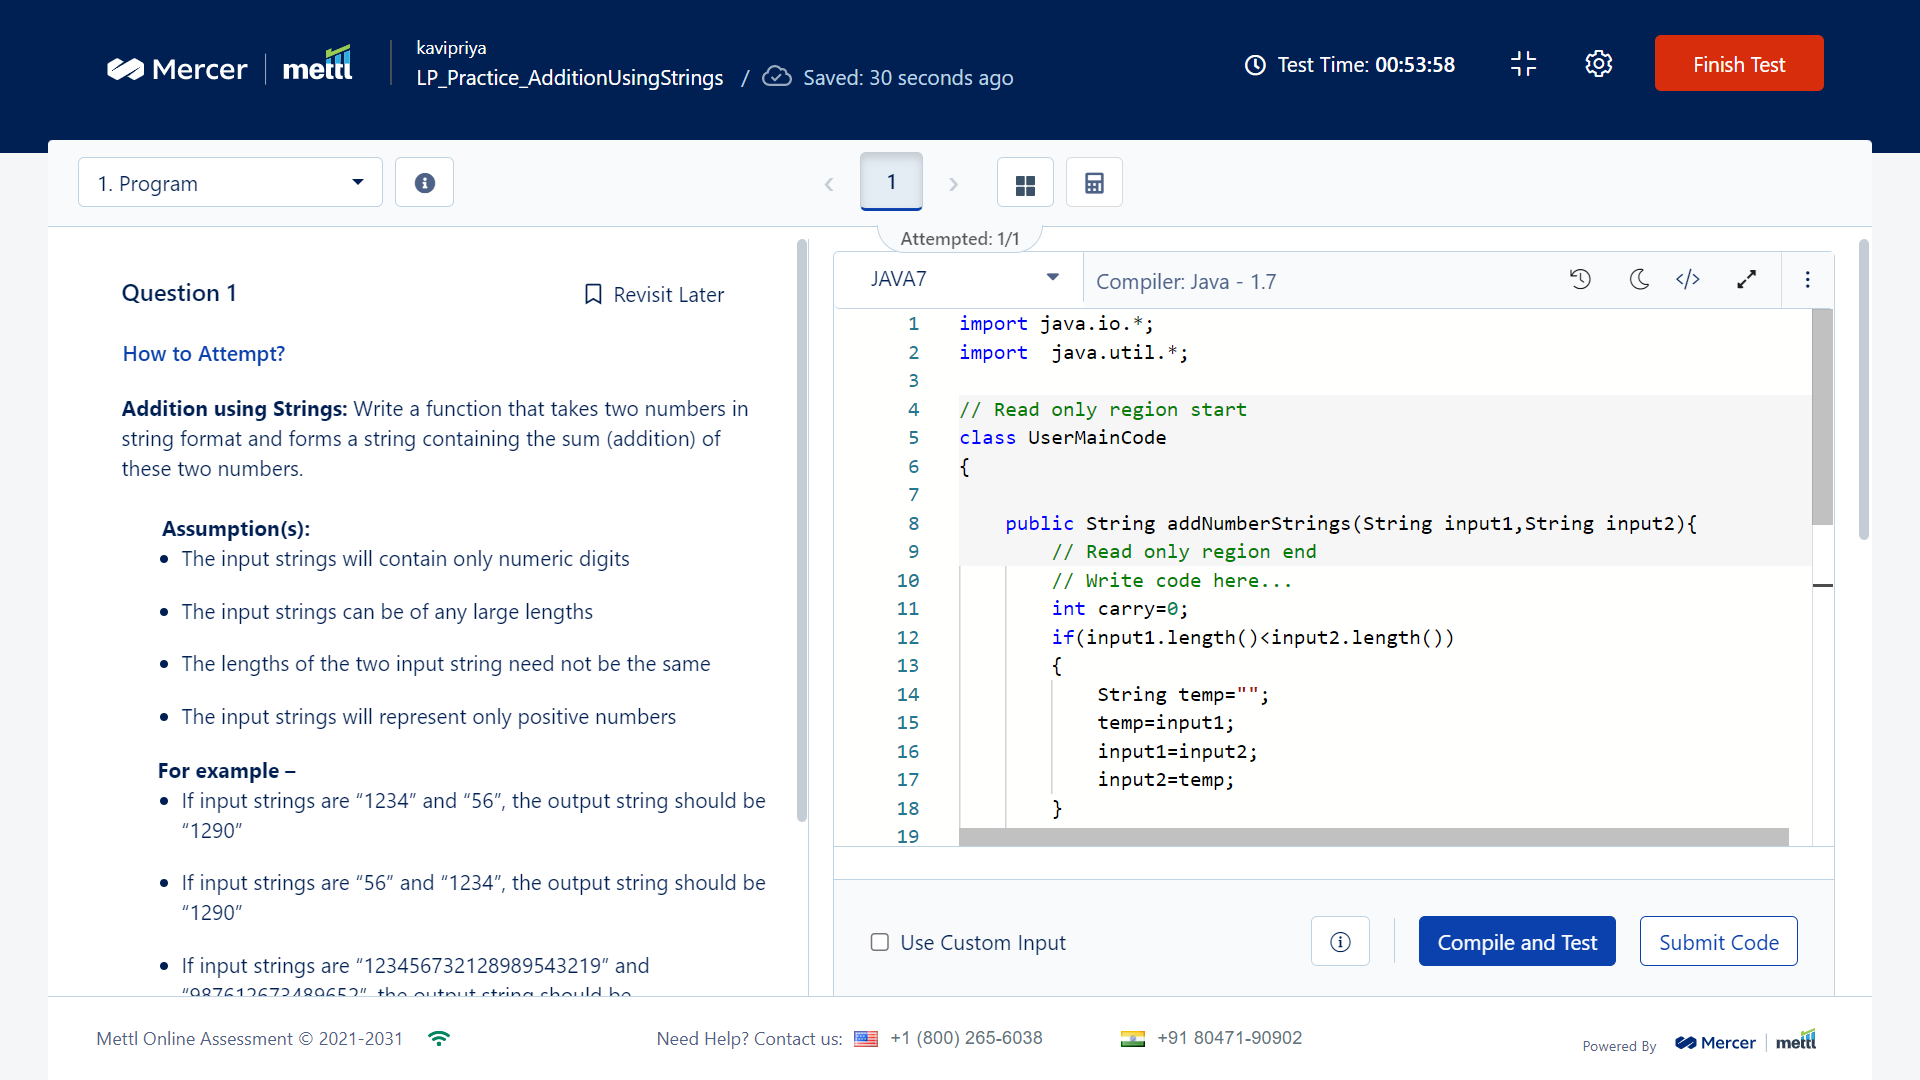 Mercer mettl
kavipriya
LP_Practice_AdditionUsingStrings / Saved: 30 seconds ago
Test Time: 00:53:58
Finish Test
1. Program
1
Attempted: 1/1
Question 1
Revisit Later
How to Attempt?
Addition using Strings: Write a function that takes two numbers in
string format and forms a string containing the sum (addition) of
these two numbers.
Assumption(s):
• The input strings will contain only numeric digits
• The input strings can be of any large lengths
• The lengths of the two input string need not be the same
• The input strings will represent only positive numbers
For example –
• If input strings are “1234” and “56”, the output string should be
“1290”
• If input strings are “56” and “1234”, the output string should be
“1290”
• If input strings are “123456732128989543219” and
“987612673489652”, the output string should be
JAVA7
Compiler: Java - 1.7
1 import java.io.*;
2 import  java.util.*;
3
4 // Read only region start
5 class UserMainCode
6 {
7
8     public String addNumberStrings(String input1,String input2){
9         // Read only region end
10         // Write code here...
11         int carry=0;
12         if(input1.length()<input2.length())
13         {
14             String temp="";
15             temp=input1;
16             input1=input2;
17             input2=temp;
18         }
19
Use Custom Input
Compile and Test
Submit Code
Mettl Online Assessment © 2021-2031
Need Help? Contact us: +1 (800) 265-6038
+91 80471-90902
Powered By Mercer mettl